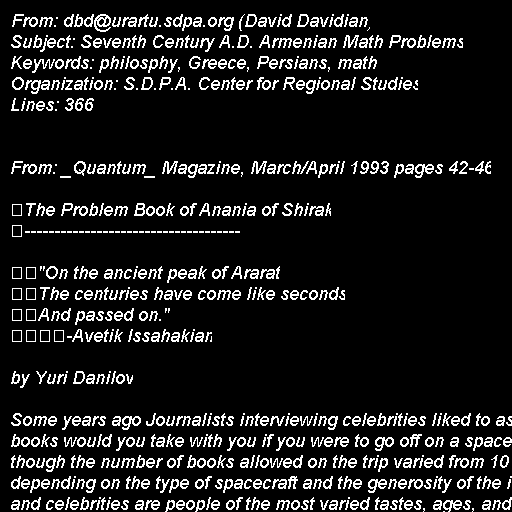 From: dbd@urartu.sdpa.org (David Davidian)
Subject: Seventh Century A.D. Armenian Math Problems
Keywords: philosphy, Greece, Persians, math
Organization: S.D.P.A. Center for Regional Studies
Lines: 366
From: _Quantum_ Magazine, March/April 1993 pages 42-46
The Problem Book of Anania of Shirak
------------------------------------
"On the ancient peak of Ararat
The centuries have come like seconds
And passed on."
-Avetik Issahakian
by Yuri Danilov
Some years ago Journalists interviewing celebrities liked to as
books would you take with you if you were to go off on a space
though the number of books allowed on the trip varied from 10
depending on the type of spacecraft and the generosity of the i
and celebrities are people of the most varied tastes, ages, and